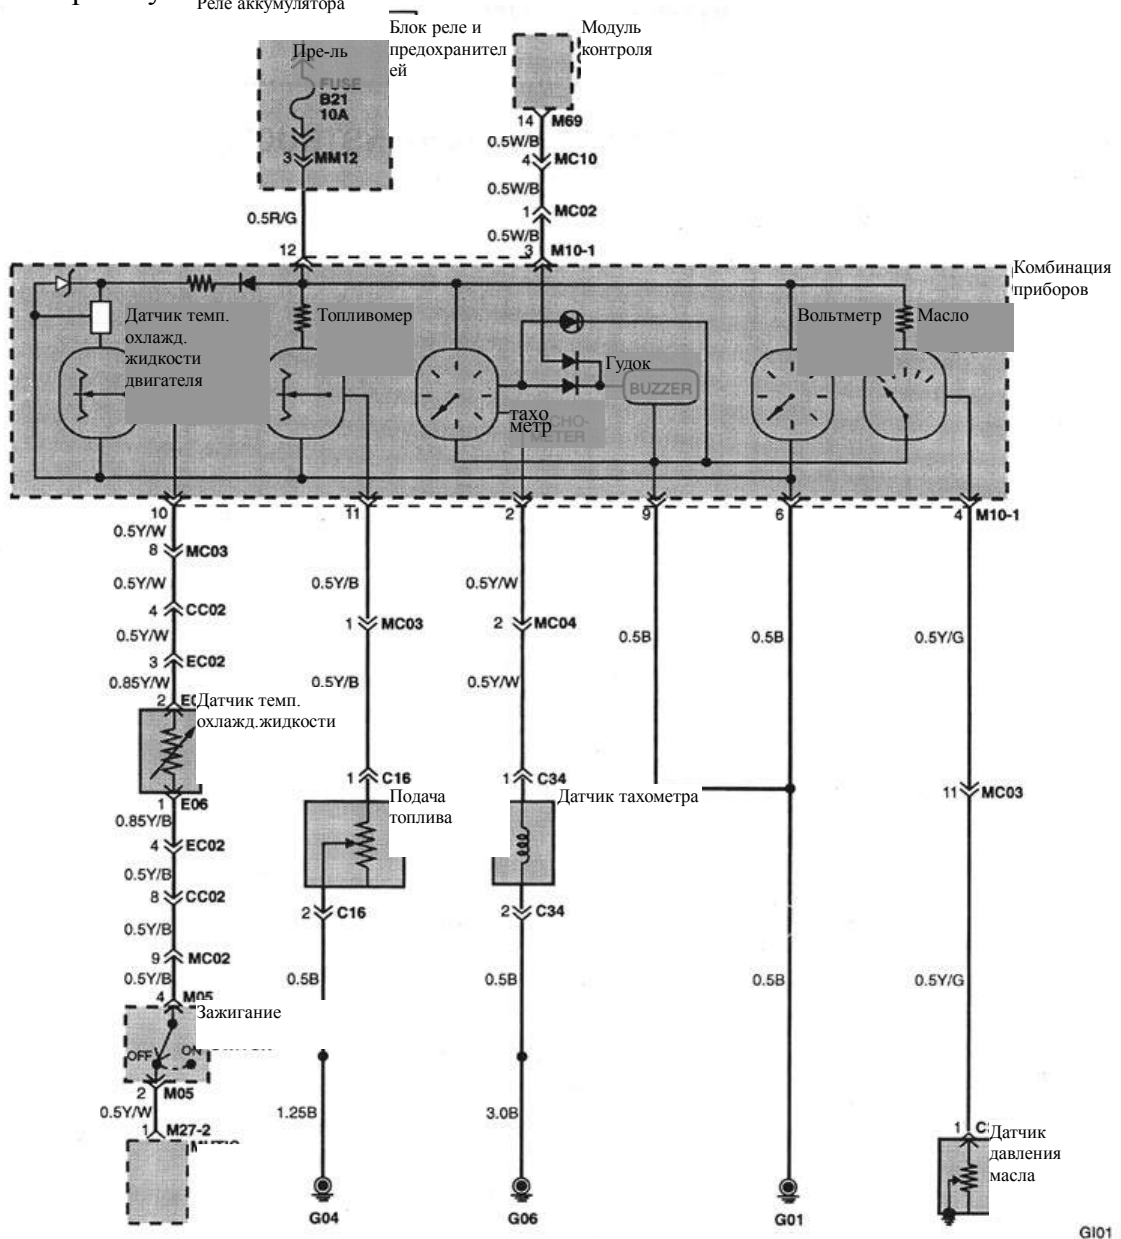 Реле аккумулятора
Блок реле и
предохранител
ей
Модуль
контроля
Пре-ль
FUSE
B21
10A
3 MM12
14 M69
0.5W/B
4 MC10
0.5W/B
1 MC02
0.5W/B
0.5R/G
12
3 M10-1
Комбинация
приборов
Датчик темп.
охлажд.
жидкости
двигателя
Топливомер
Вольтметр
Масло
Гудок
BUZZER
тахо
метр
METER
10
11
2
9
6
4 M10-1
0.5Y/W
8 MC03
0.5Y/W
0.5Y/B
0.5Y/W
4 CC02
1 MC03
2 MC04
0.5Y/W
0.5B
0.5B
0.5Y/G
3 EC02
0.85Y/W
0.5Y/B
0.5Y/W
2
Датчик темп.
охлажд.жидкости
1 C16
1 C34
1 E06
Подача
топлива
Датчик тахометра
11 MC03
0.85Y/B
4 EC02
0.5Y/B
8 CC02
2 C16
2 C34
0.5Y/B
9 MC02
0.5Y/B
0.5B
0.5B
0.5B
0.5Y/G
4 M05
Зажигание
OFF
ON
2 M05
0.5Y/W
1.25B
3.0B
1 M27-2
1
Датчик
давления
масла
G04
G06
G01
GI01